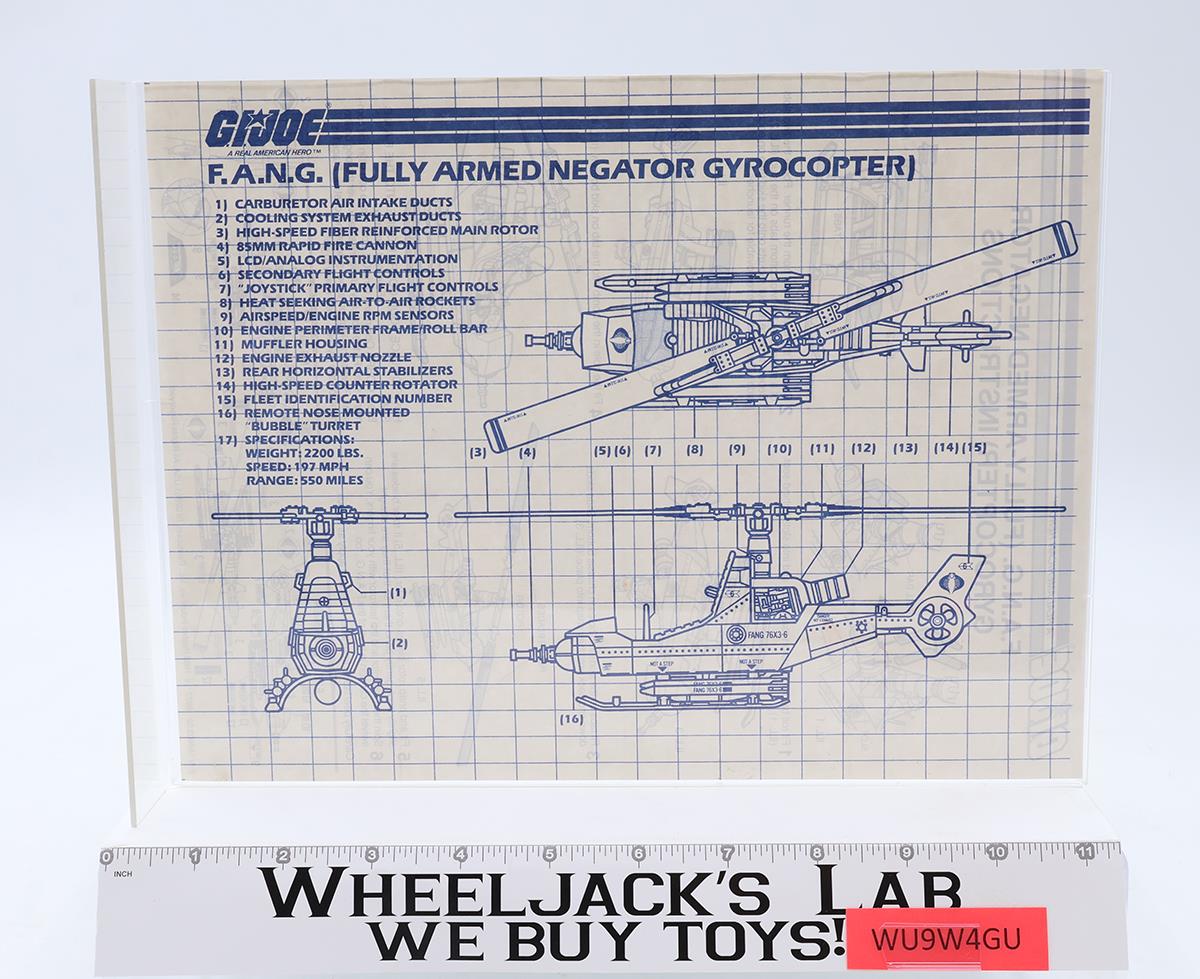 G.I. JOE®
A REAL AMERICAN HERO™
F.A.N.G. (FULLY ARMED NEGATOR GYROCOPTER)
1) CARBURETOR AIR INTAKE DUCTS
2) COOLING SYSTEM EXHAUST DUCTS
3) HIGH-SPEED FIBER REINFORCED MAIN ROTOR
4) 85MM RAPID FIRE CANNON
5) LCD/ANALOG INSTRUMENTATION
6) SECONDARY FLIGHT CONTROLS
7) "JOYSTICK" PRIMARY FLIGHT CONTROLS
8) HEAT SEEKING AIR-TO-AIR ROCKETS
9) AIRSPEED/ENGINE RPM SENSORS
10) ENGINE PERIMETER FRAME/ROLL BAR
11) MUFFLER HOUSING
12) ENGINE EXHAUST NOZZLE
13) REAR HORIZONTAL STABILIZERS
14) HIGH-SPEED COUNTER ROTATOR
15) FLEET IDENTIFICATION NUMBER
16) REMOTE NOSE MOUNTED
"BUBBLE" TURRET
17) SPECIFICATIONS:
WEIGHT: 2200 LBS.
SPEED: 197 MPH
RANGE: 550 MILES
(3) (4) (5) (6) (7) (8) (9) (10) (11) (12) (13) (14) (15)
(1)
(2)
FANG 76X3-6
NOT A STEP NOT A STEP
FANG 76X3-6
(16)
0 1 2 3 4 5 6 7 8 9 10 11
INCH
WHEELJACK'S LAB
WE BUY TOYS!
WU9W4GU